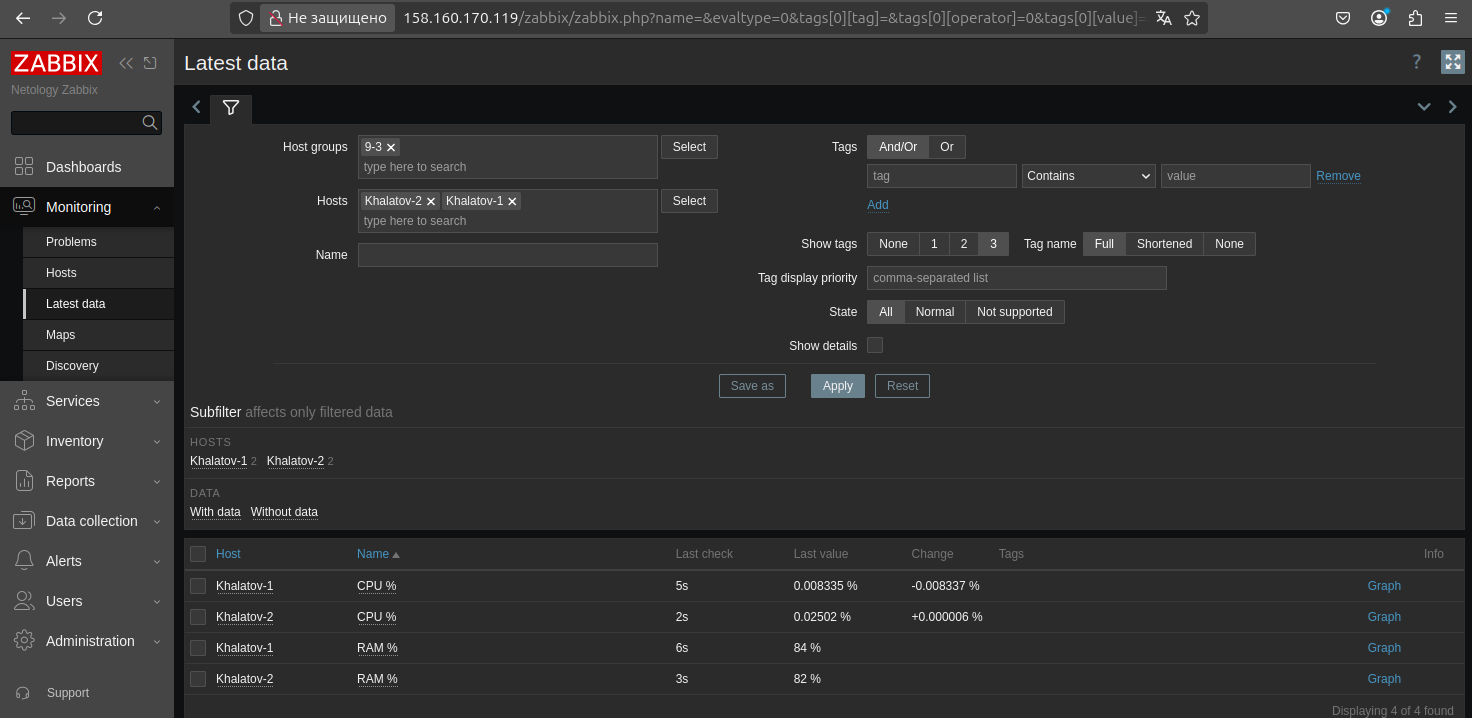 Не защищено 158.160.170.119/zabbix/zabbix.php?name=&evaltype=0&tags[0][tag]=&tags[0][operator]=0&tags[0][value]=
ZABBIX
Netology Zabbix
Dashboards
Monitoring
Problems
Hosts
Latest data
Maps
Discovery
Services
Inventory
Reports
Data collection
Alerts
Users
Administration
Support
Latest data
?
Host groups 9-3 Select
type here to search
Hosts Khalatov-2 Khalatov-1 Select
type here to search
Name
Tags And/Or Or
tag Contains value Remove
Add
Show tags None 1 2 3 Tag name Full Shortened None
Tag display priority comma-separated list
State All Normal Not supported
Show details
Save as Apply Reset
Subfilter affects only filtered data
HOSTS
Khalatov-1 2 Khalatov-2 2
DATA
With data Without data
Host Name Last check Last value Change Tags Info
Khalatov-1 CPU % 5s 0.008335 % -0.008337 % Graph
Khalatov-2 CPU % 2s 0.02502 % +0.000006 % Graph
Khalatov-1 RAM % 6s 84 % Graph
Khalatov-2 RAM % 3s 82 % Graph
Displaying 4 of 4 found